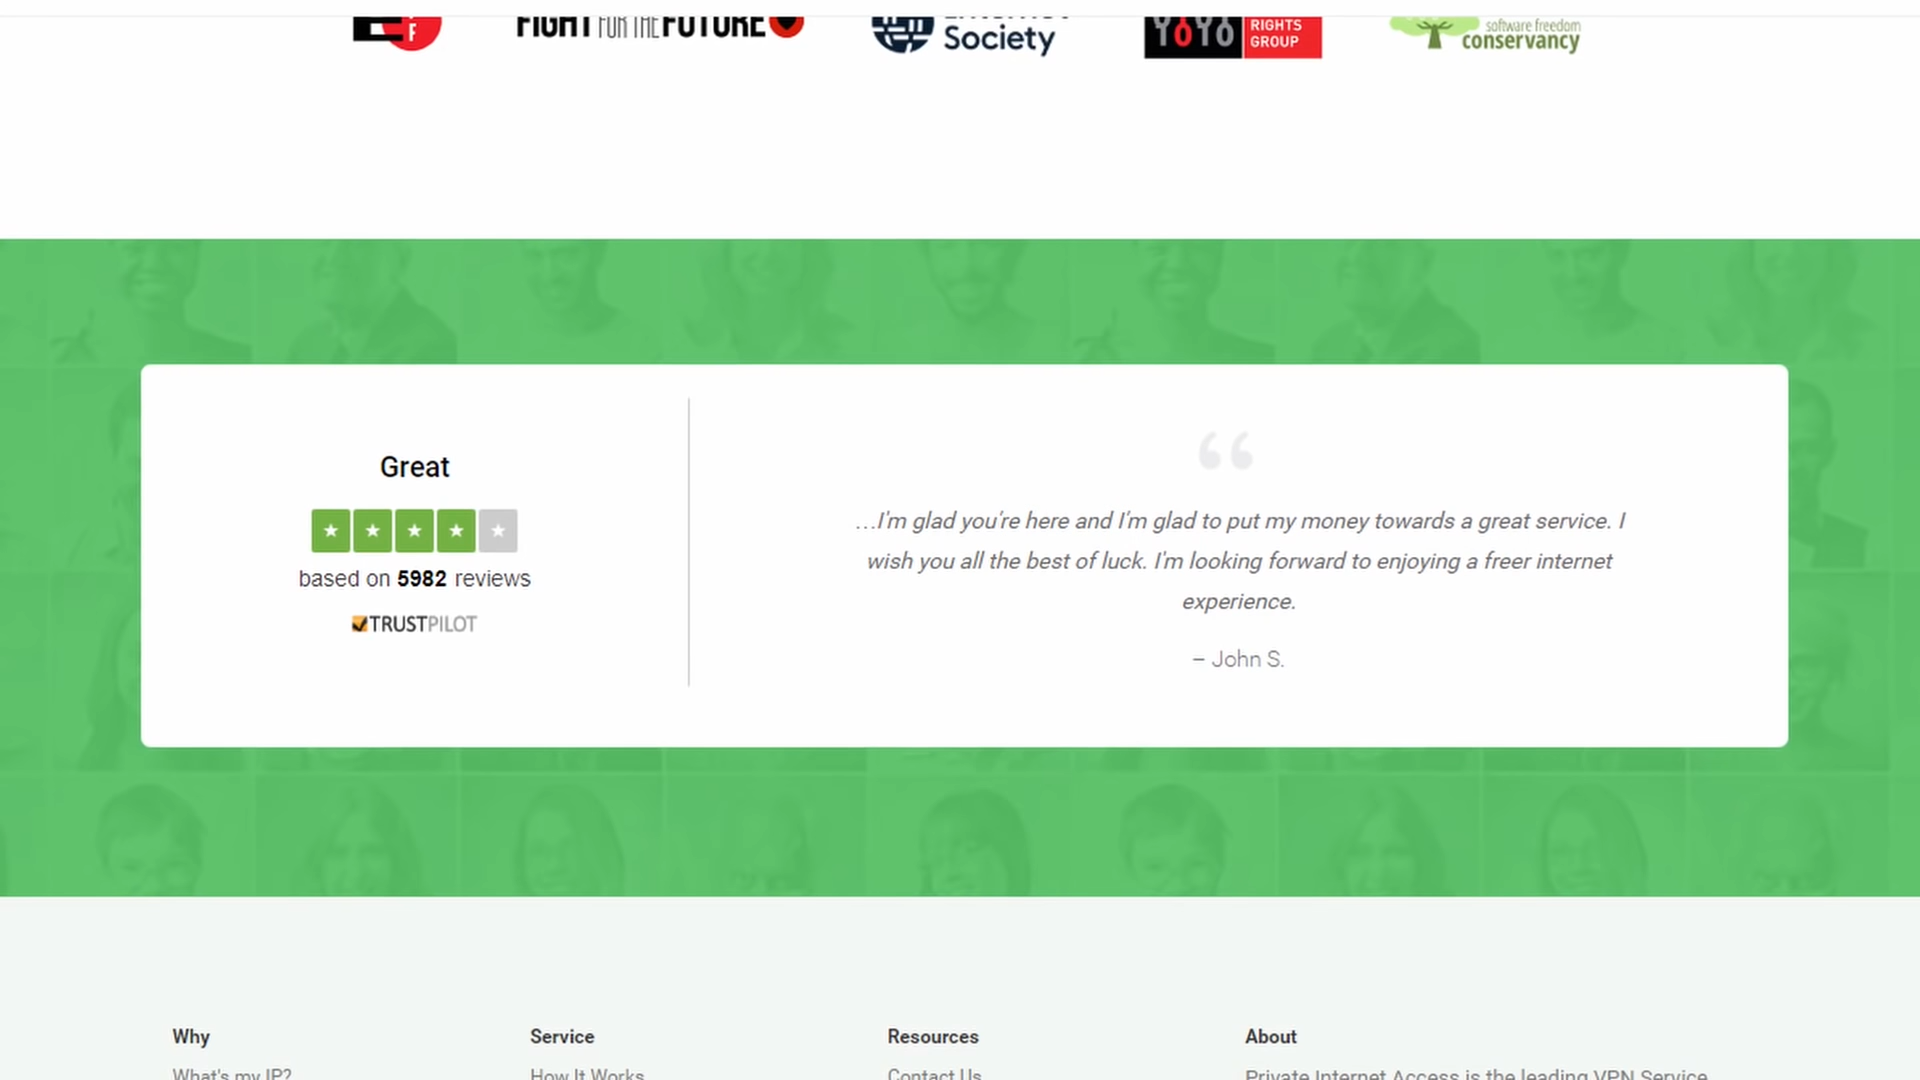 F
FIGHT FOR THE FUTURE
Society
RIGHTS
GROUP
software freedom
conservancy
Great
based on 5982 reviews
TRUSTPILOT
“
...I'm glad you're here and I'm glad to put my money towards a great service. I
wish you all the best of luck. I'm looking forward to enjoying a freer internet
experience.
– John S.
Why
Service
Resources
About
What's my IP?
How It Works
Contact Us
Private Internet Access is the leading VPN Service